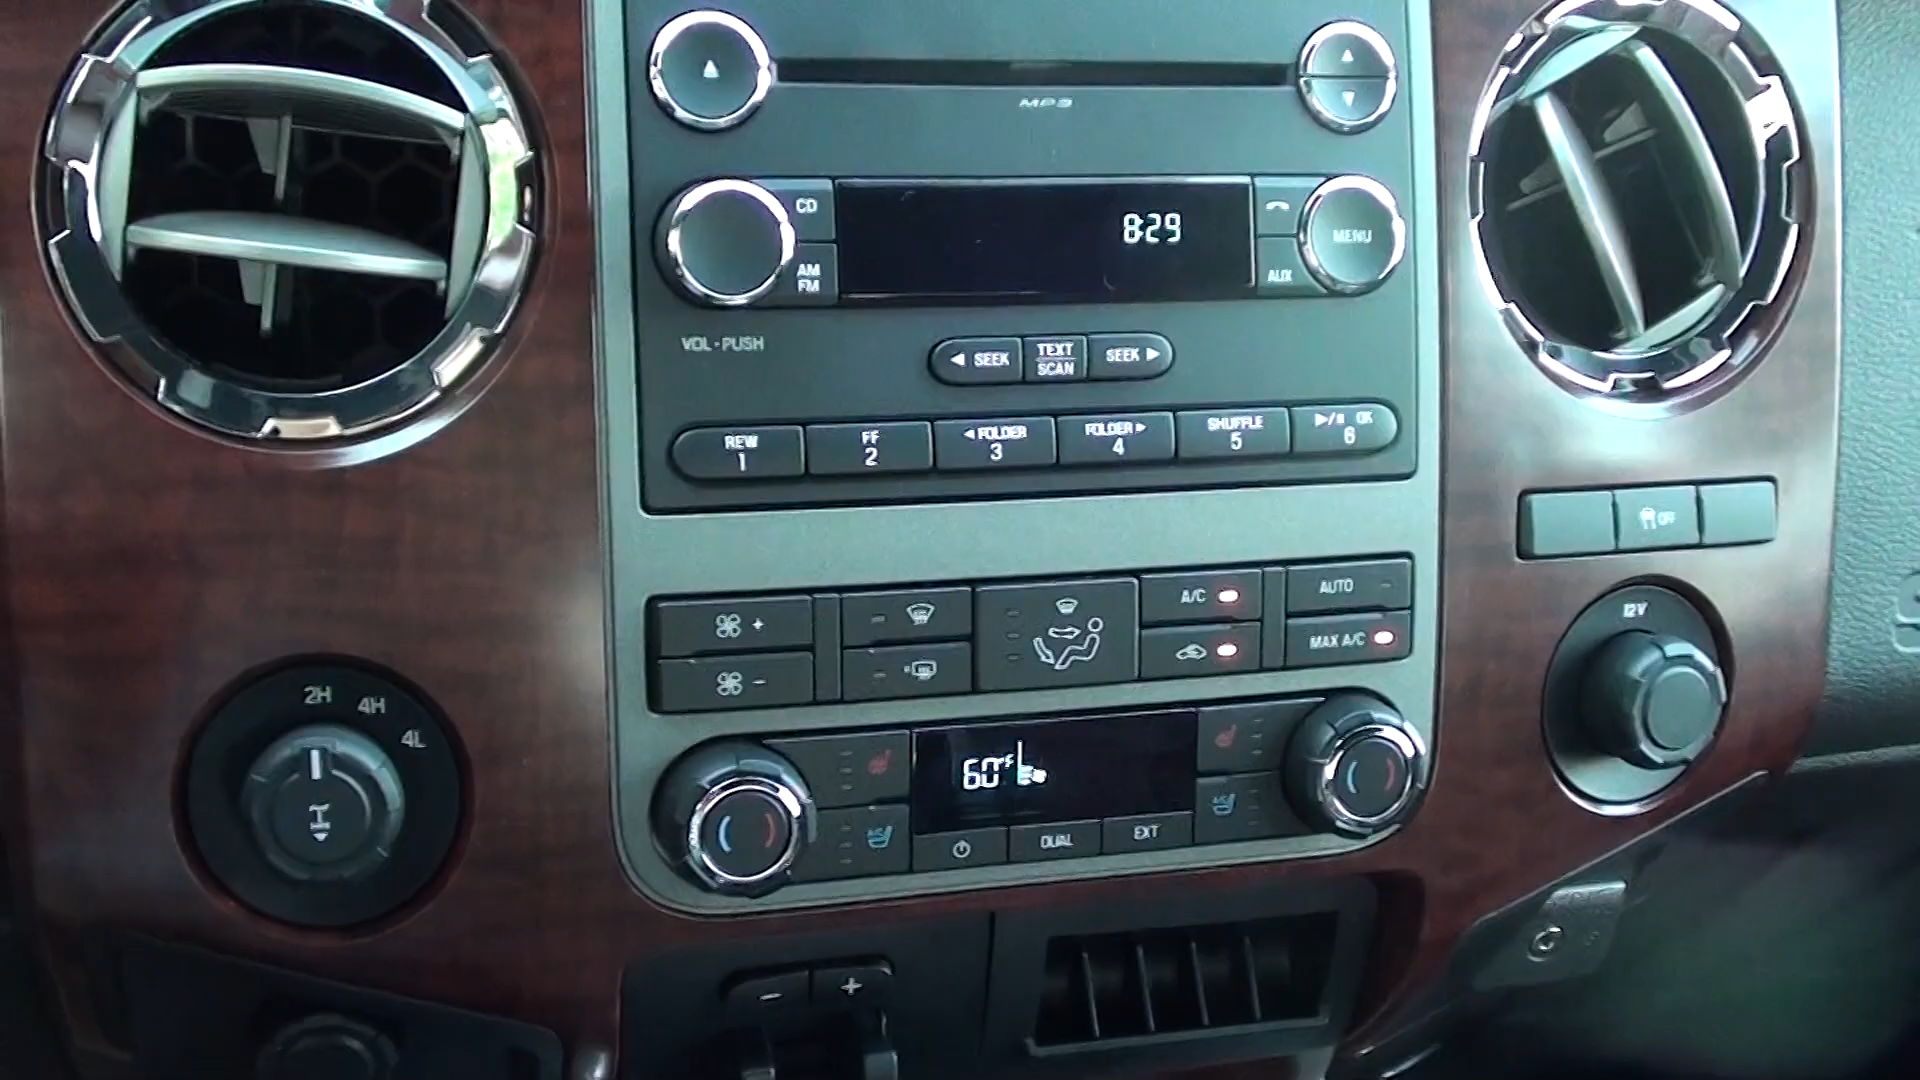 MP3
CD
8:29
MENU
AM
FM
AUX
VOL • PUSH
SEEK
TEXT
SCAN
SEEK
REW
1
FF
2
FOLDER
3
FOLDER
4
SHUFFLE
5
OK
6
OFF
+
-
A/C
AUTO
MAX A/C
12V
2H
4H
4L
60°F
A/C
A/C
DUAL
EXT
-
+